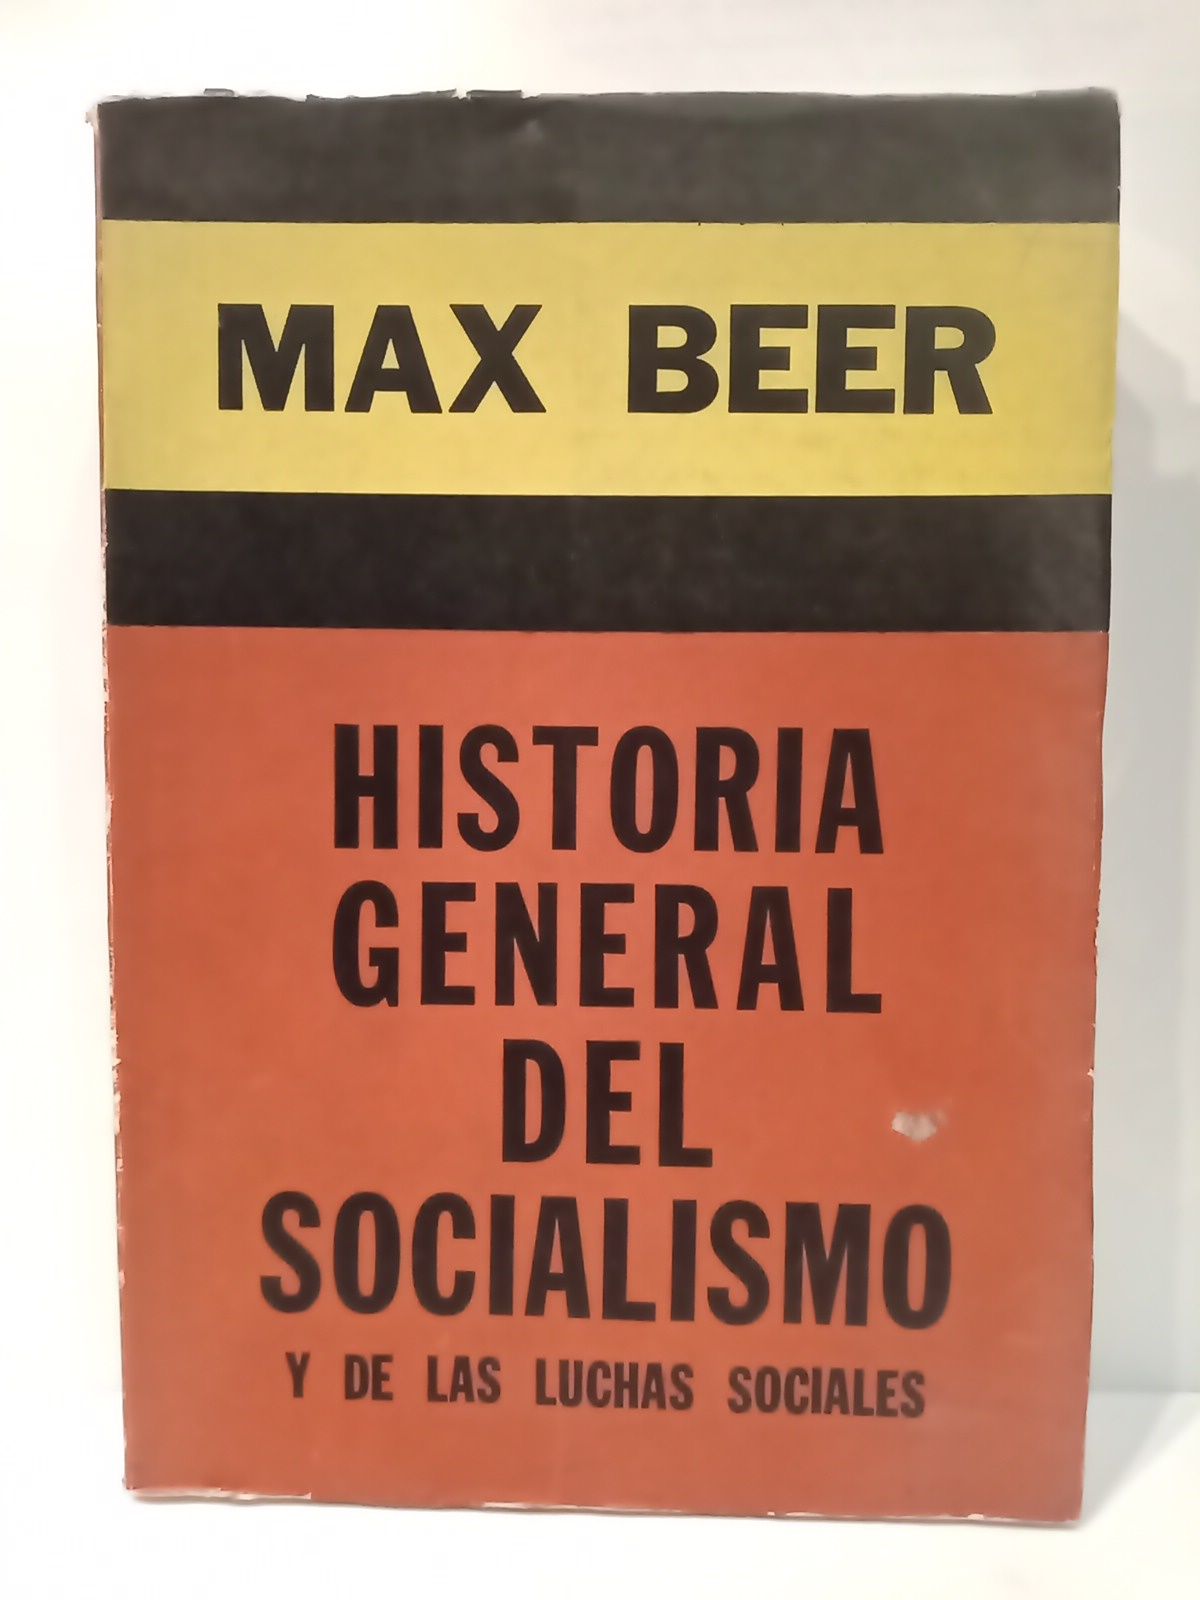 MAX BEER
HISTORIA
GENERAL
DEL
SOCIALISMO
Y DE LAS LUCHAS SOCIALES